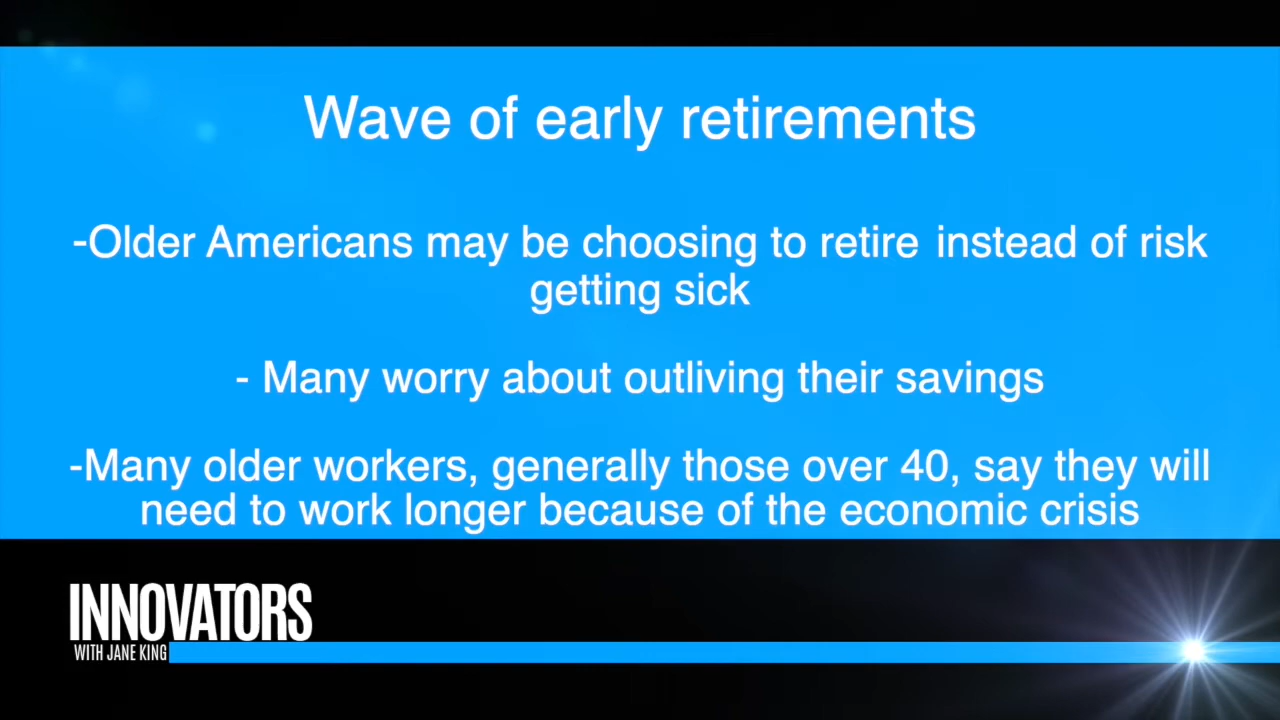 Wave of early retirements
-Older Americans may be choosing to retire instead of risk
getting sick
- Many worry about outliving their savings
-Many older workers, generally those over 40, say they will
need to work longer because of the economic crisis
INNOVATORS
WITH JANE KING